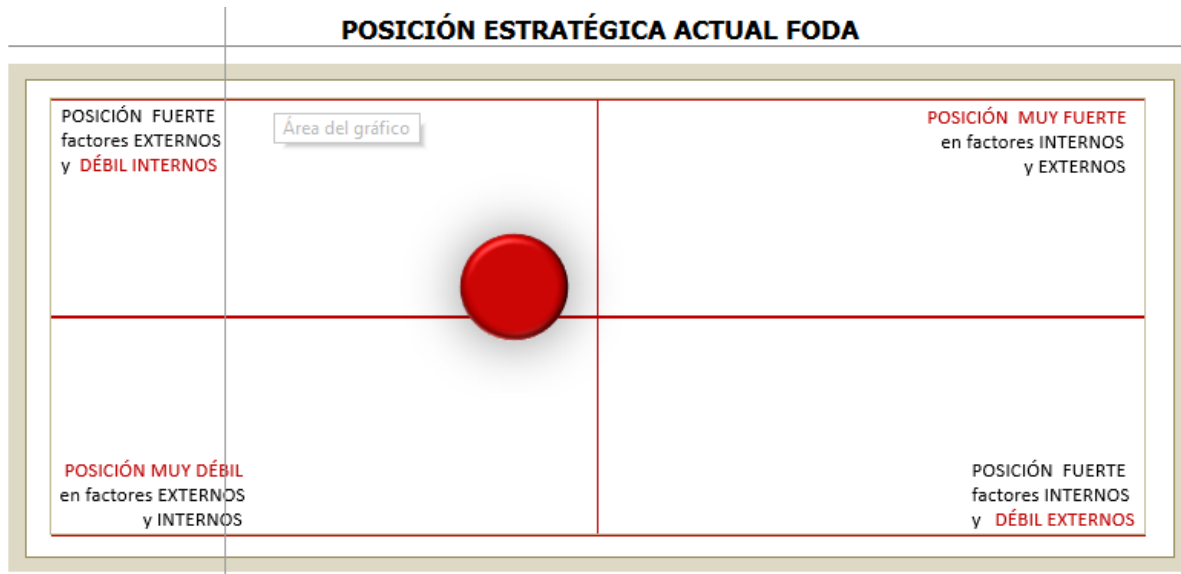 POSICIÓN ESTRATÉGICA ACTUAL FODA
POSICIÓN FUERTE
factores EXTERNOS
y DÉBIL INTERNOS
Área del gráfico
POSICIÓN MUY FUERTE
en factores INTERNOS
y EXTERNOS
POSICIÓN MUY DÉBIL
en factores EXTERNOS
y INTERNOS
POSICIÓN FUERTE
factores INTERNOS
y DÉBIL EXTERNOS